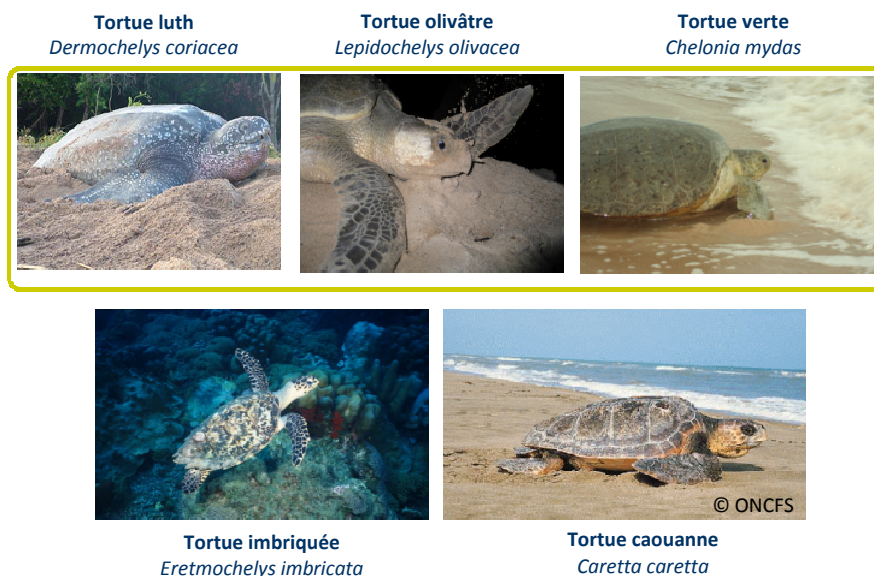 Tortue luth
Dermochelys coriacea
Tortue olivâtre
Lepidochelys olivacea
Tortue verte
Chelonia mydas
© ONCFS
Tortue imbriquée
Eretmochelys imbricata
Tortue caouanne
Caretta caretta